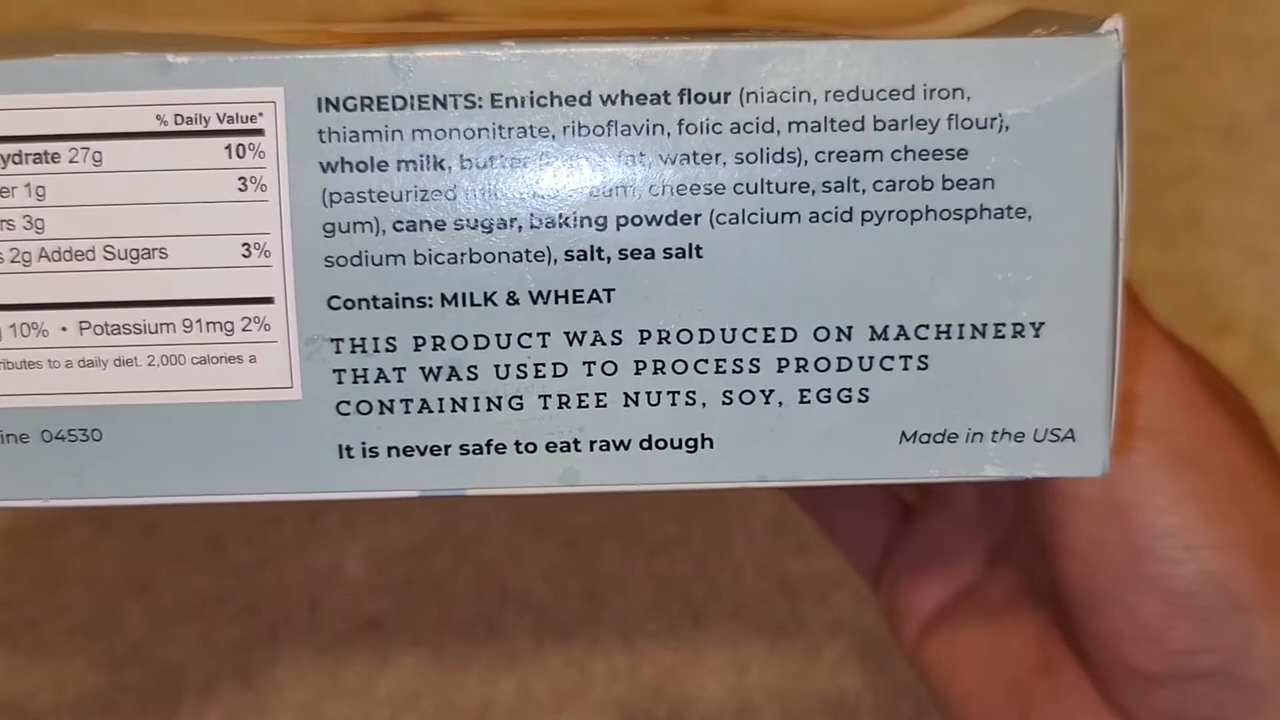 % Daily Value*
ydrate 27g 10%
er 1g 3%
rs 3g
s 2g Added Sugars 3%
10% • Potassium 91mg 2%
ributes to a daily diet. 2,000 calories a
ine 04530
INGREDIENTS: Enriched wheat flour (niacin, reduced iron,
thiamin mononitrate, riboflavin, folic acid, malted barley flour),
whole milk, butter fat, water, solids), cream cheese
(pasteurized cheese culture, salt, carob bean
gum), cane sugar, baking powder (calcium acid pyrophosphate,
sodium bicarbonate), salt, sea salt
Contains: MILK & WHEAT
THIS PRODUCT WAS PRODUCED ON MACHINERY
THAT WAS USED TO PROCESS PRODUCTS
CONTAINING TREE NUTS, SOY, EGGS
It is never safe to eat raw dough
Made in the USA